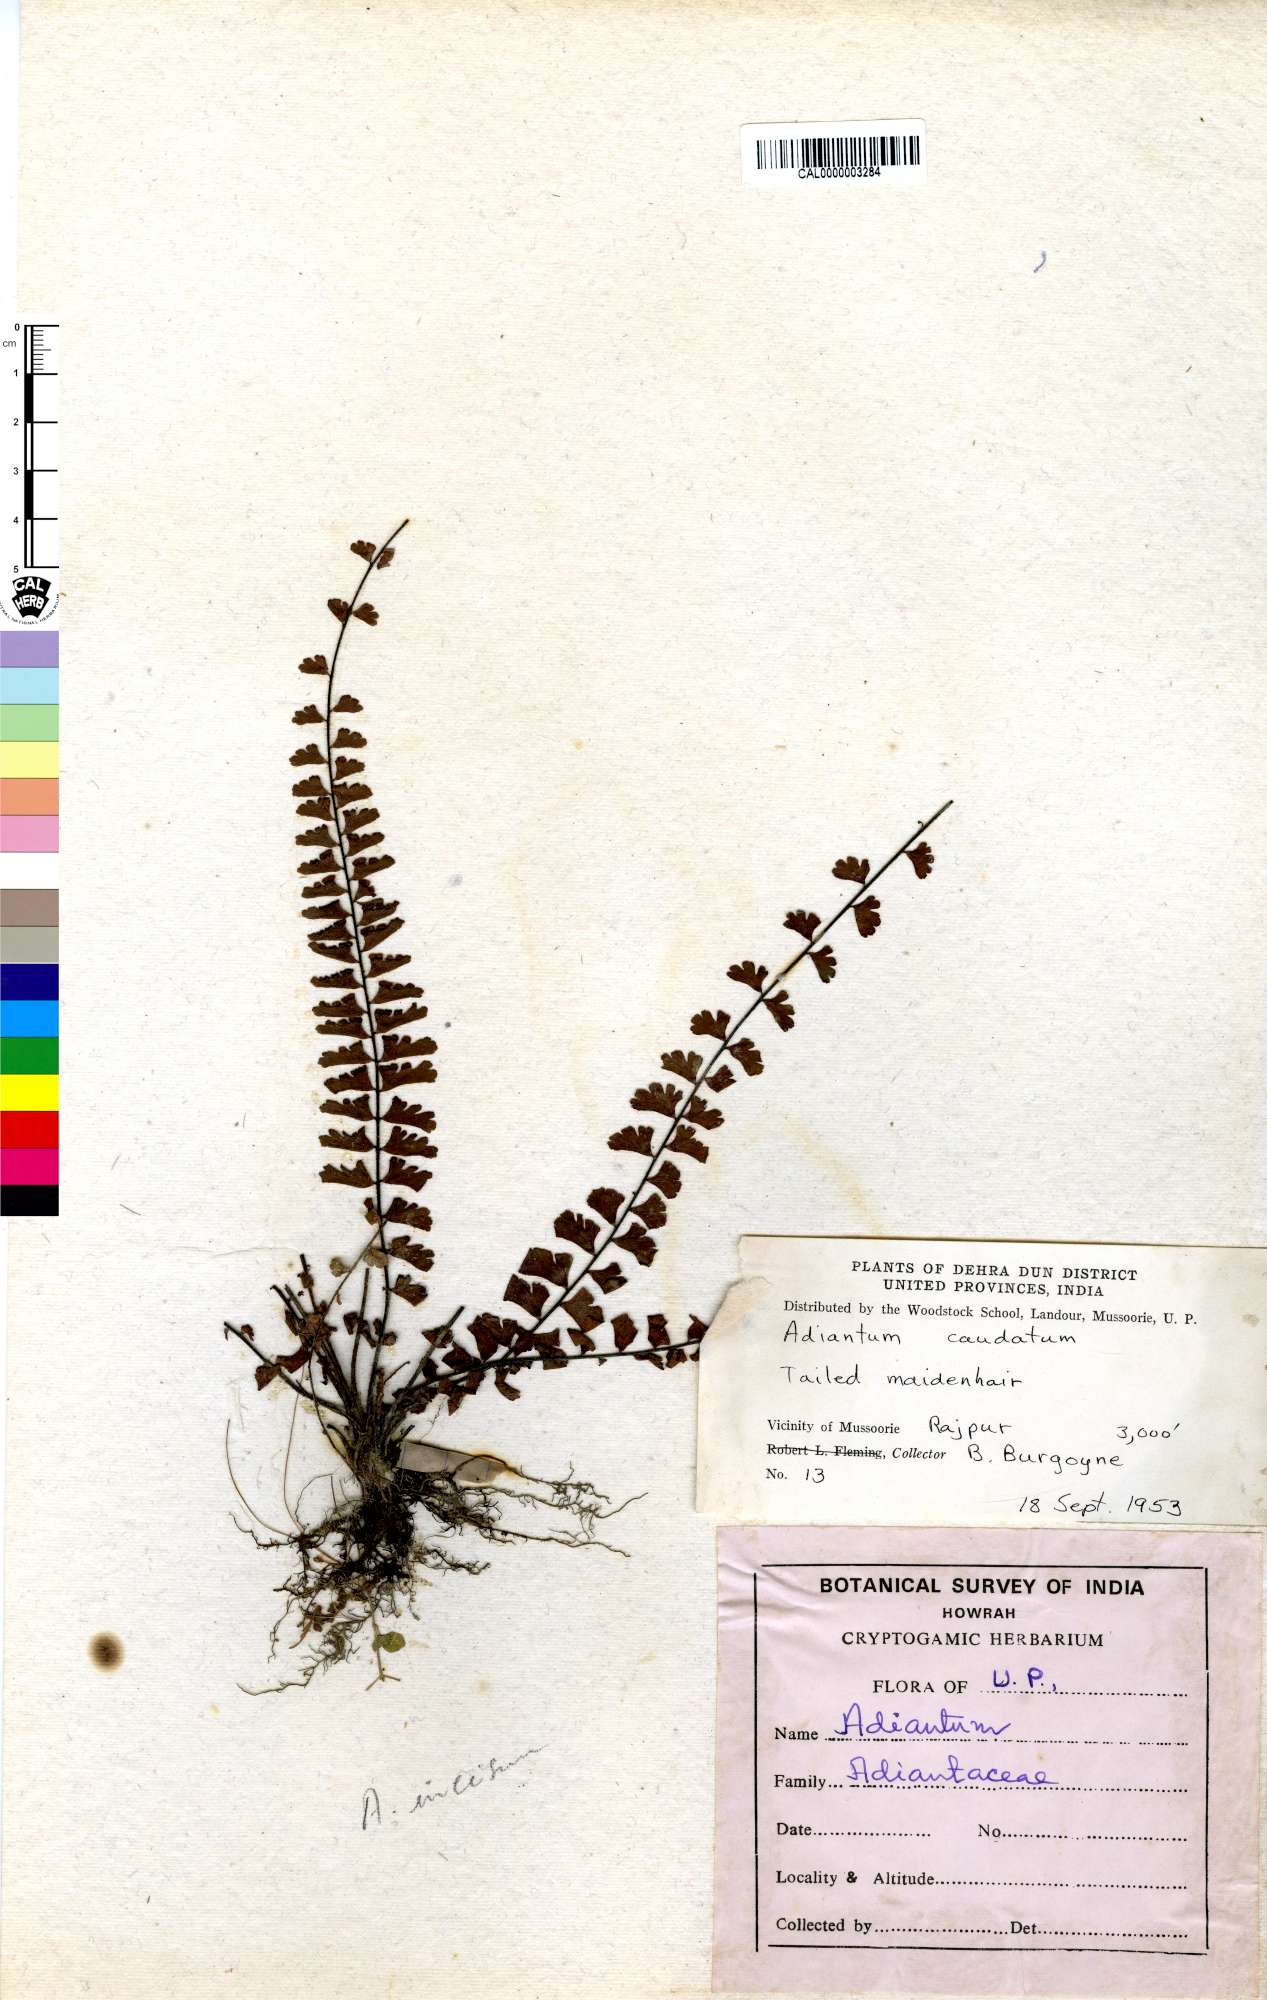 CAL0000003284
0
cm
1
2
3
4
5
CAL
HERB
PLANTS OF DEHRA DUN DISTRICT
UNITED PROVINCES, INDIA
Distributed by the Woodstock School, Landour, Mussoorie, U. P.
Adiantum caudatum
Tailed maidenhair
Vicinity of Mussoorie Rajpur 3,000'
Robert L. Fleming, Collector B. Burgoyne
No. 13
18 Sept. 1953
BOTANICAL SURVEY OF INDIA
HOWRAH
CRYPTOGAMIC HERBARIUM
FLORA OF U.P.,
Name Adiantum
Family Adiantaceae
Date No
Locality & Altitude
Collected by Det
A. incisum